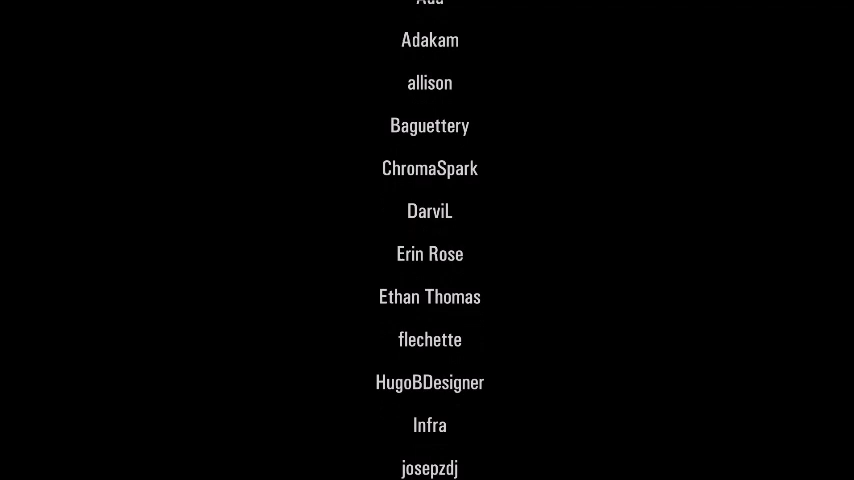 Adakam
allison
Baguettery
ChromaSpark
DarviL
Erin Rose
Ethan Thomas
flechette
HugoBDesigner
Infra
josepzdj